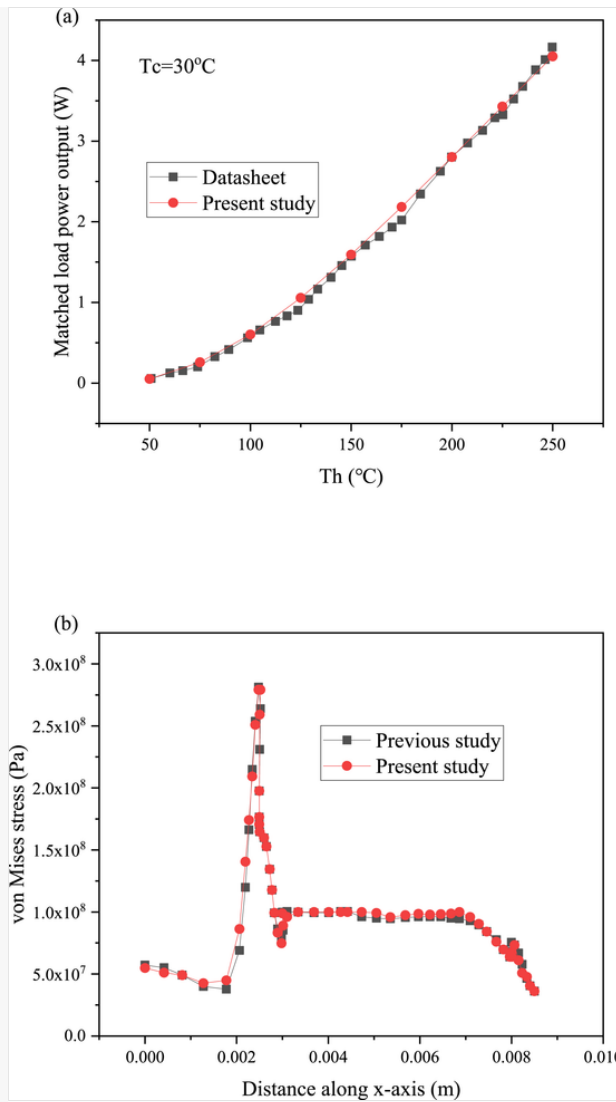 (a)
Tc=30°C
Datasheet
Present study
Matched load power output (W)
4
3
2
1
0
50 100 150 200 250
Th (°C)
(b)
Previous study
Present study
von Mises stress (Pa)
3.0x10⁸
2.5x10⁸
2.0x10⁸
1.5x10⁸
1.0x10⁸
5.0x10⁷
0.0
0.000 0.002 0.004 0.006 0.008 0.010
Distance along x-axis (m)